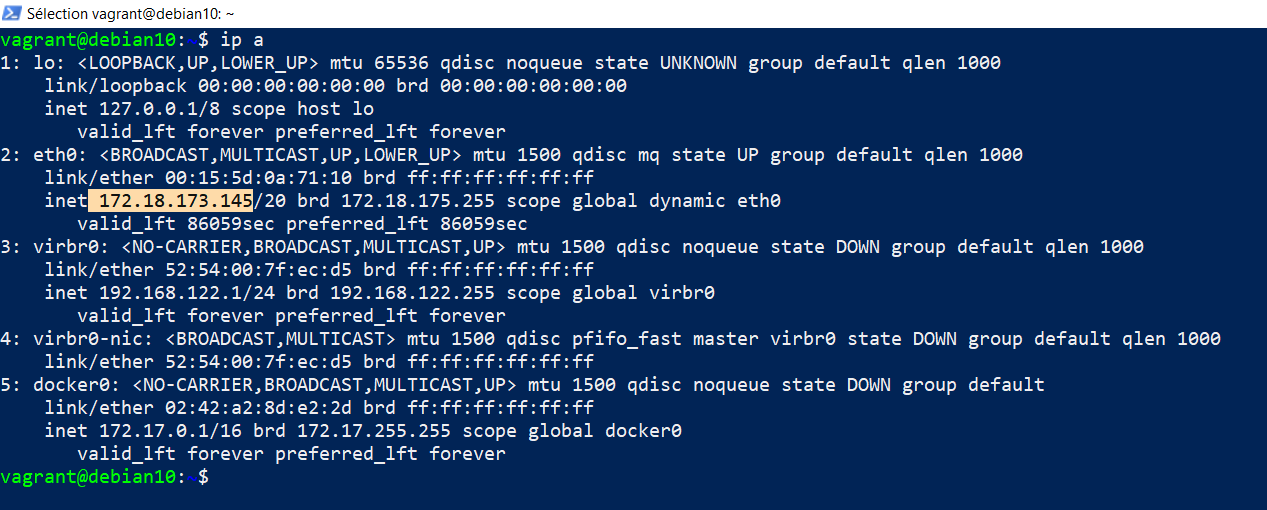 Sélection vagrant@debian10: ~
vagrant@debian10:~$ ip a
1: lo: <LOOPBACK,UP,LOWER_UP> mtu 65536 qdisc noqueue state UNKNOWN group default qlen 1000
    link/loopback 00:00:00:00:00:00 brd 00:00:00:00:00:00
    inet 127.0.0.1/8 scope host lo
       valid_lft forever preferred_lft forever
2: eth0: <BROADCAST,MULTICAST,UP,LOWER_UP> mtu 1500 qdisc mq state UP group default qlen 1000
    link/ether 00:15:5d:0a:71:10 brd ff:ff:ff:ff:ff:ff
    inet 172.18.173.145/20 brd 172.18.175.255 scope global dynamic eth0
       valid_lft 86059sec preferred_lft 86059sec
3: virbr0: <NO-CARRIER,BROADCAST,MULTICAST,UP> mtu 1500 qdisc noqueue state DOWN group default qlen 1000
    link/ether 52:54:00:7f:ec:d5 brd ff:ff:ff:ff:ff:ff
    inet 192.168.122.1/24 brd 192.168.122.255 scope global virbr0
       valid_lft forever preferred_lft forever
4: virbr0-nic: <BROADCAST,MULTICAST> mtu 1500 qdisc pfifo_fast master virbr0 state DOWN group default qlen 1000
    link/ether 52:54:00:7f:ec:d5 brd ff:ff:ff:ff:ff:ff
5: docker0: <NO-CARRIER,BROADCAST,MULTICAST,UP> mtu 1500 qdisc noqueue state DOWN group default
    link/ether 02:42:a2:8d:e2:2d brd ff:ff:ff:ff:ff:ff
    inet 172.17.0.1/16 brd 172.17.255.255 scope global docker0
       valid_lft forever preferred_lft forever
vagrant@debian10:~$